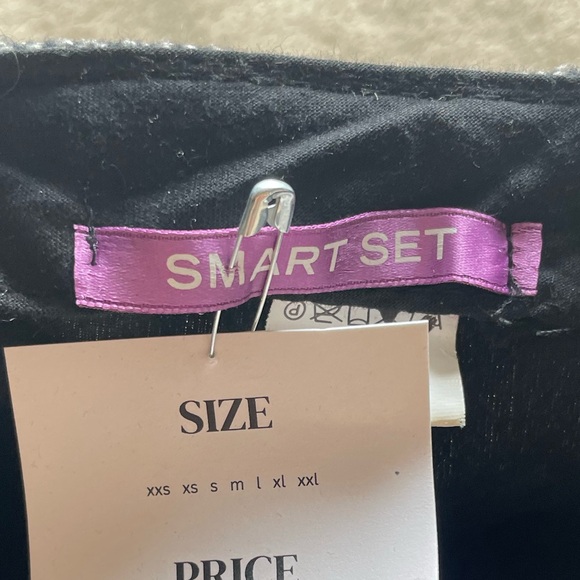 SMART SET
SIZE
xxs xs s m l xl xxl
PRICE